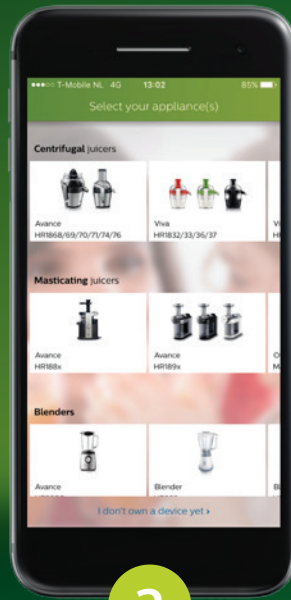 T-Mobile NL 4G 13:02 85%
Select your appliance(s)
Centrifugal juicers
Avance
HR1868/69/70/71/74/76
Viva
HR1832/33/36/37
Masticating juicers
Avance
HR188x
Avance
HR189x
Blenders
Avance
Blender
I don't own a device yet >